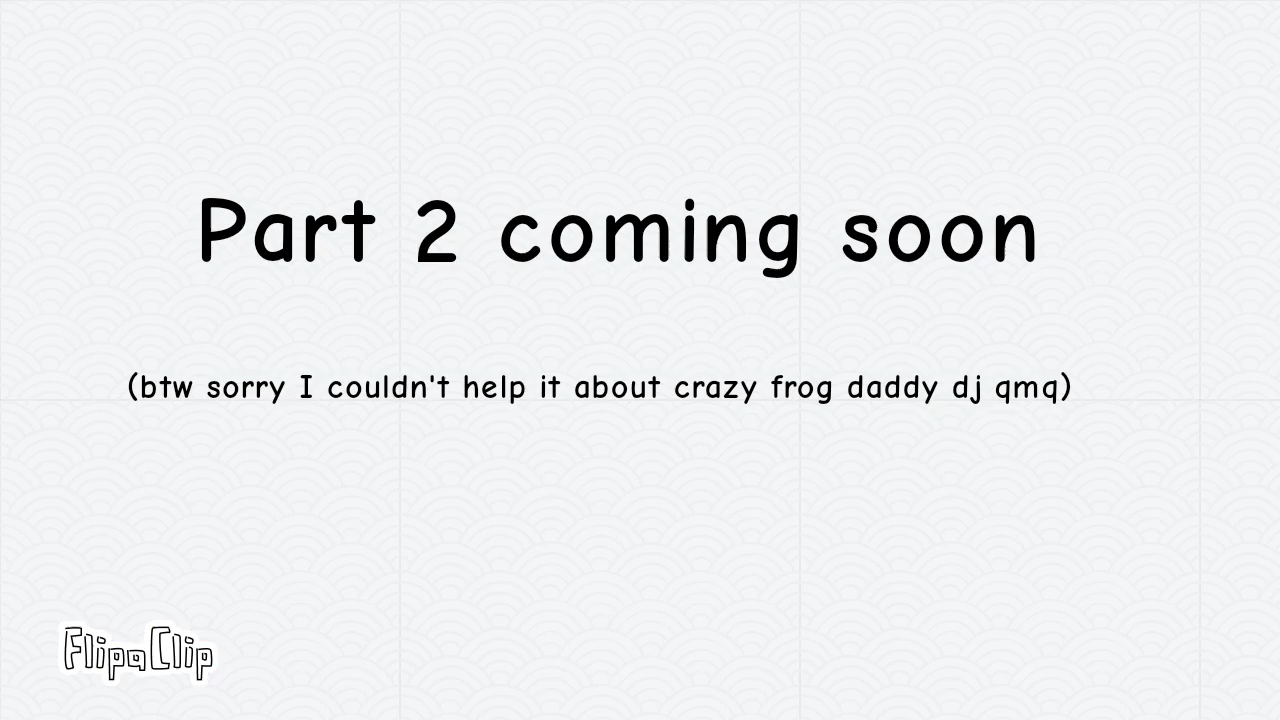 Part 2 coming soon
(btw sorry I couldn't help it about crazy frog daddy dj qmq)
FlipaClip